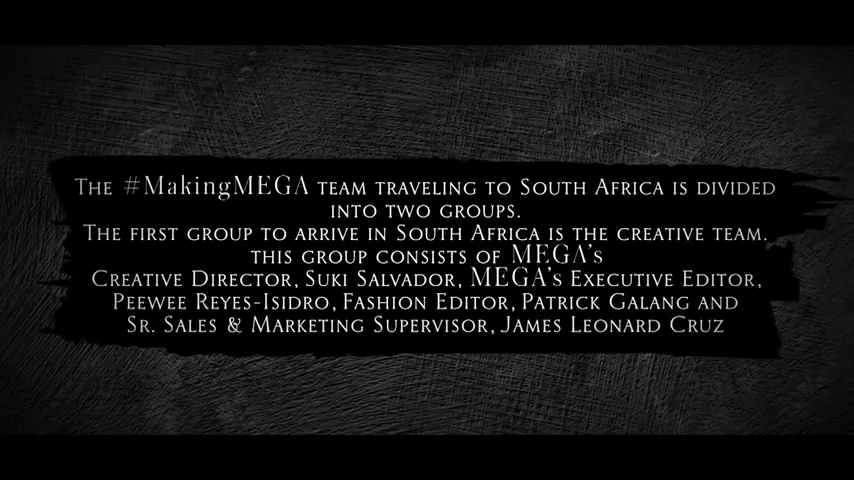 The #MakingMEGA team traveling to South Africa is divided
into two groups.
The first group to arrive in South Africa is the creative team.
this group consists of MEGA's
Creative Director, Suki Salvador, MEGA's Executive Editor,
Peewee Reyes-Isidro, Fashion Editor, Patrick Galang and
Sr. Sales & Marketing Supervisor, James Leonard Cruz